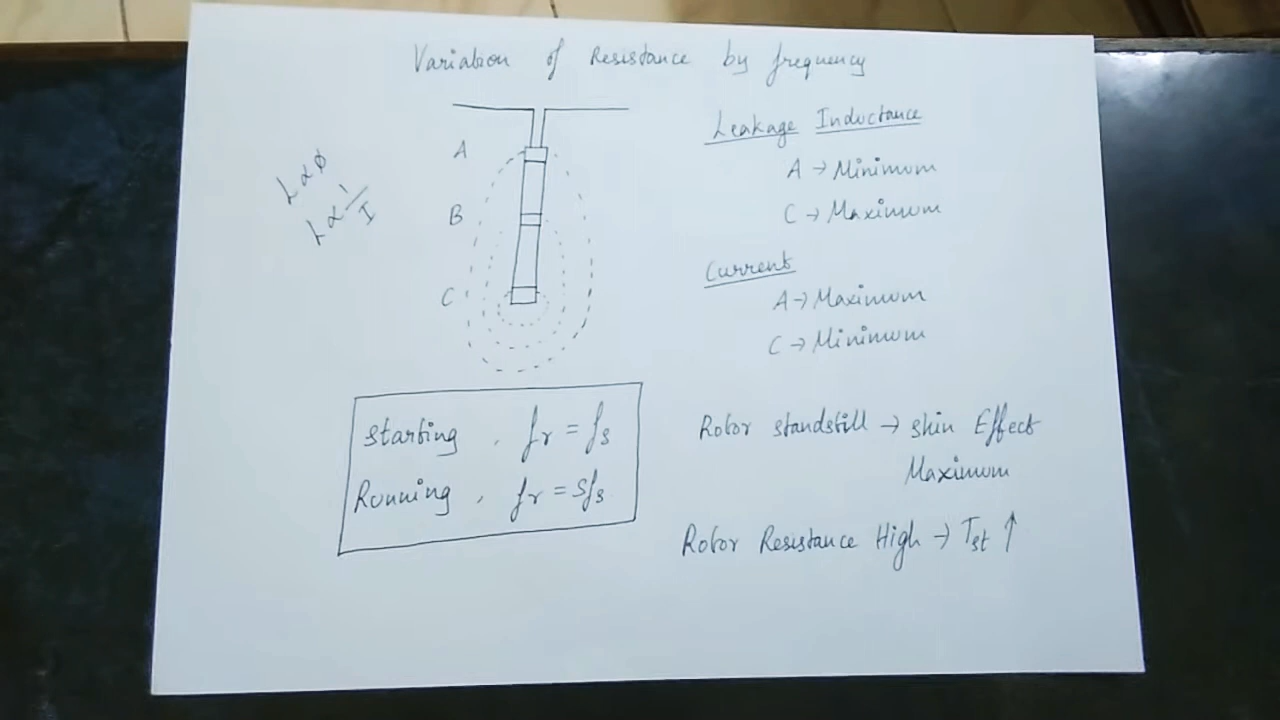 Variation of Resistance by frequency
L α φ
L α 1/I
A
B
C
Leakage Inductance
A → Minimum
C → Maximum
Current
A → Maximum
C → Minimum
starting , fr = fs
Running , fr = sfs
Rotor standstill → skin Effect
Maximum
Rotor Resistance High → Tst ↑